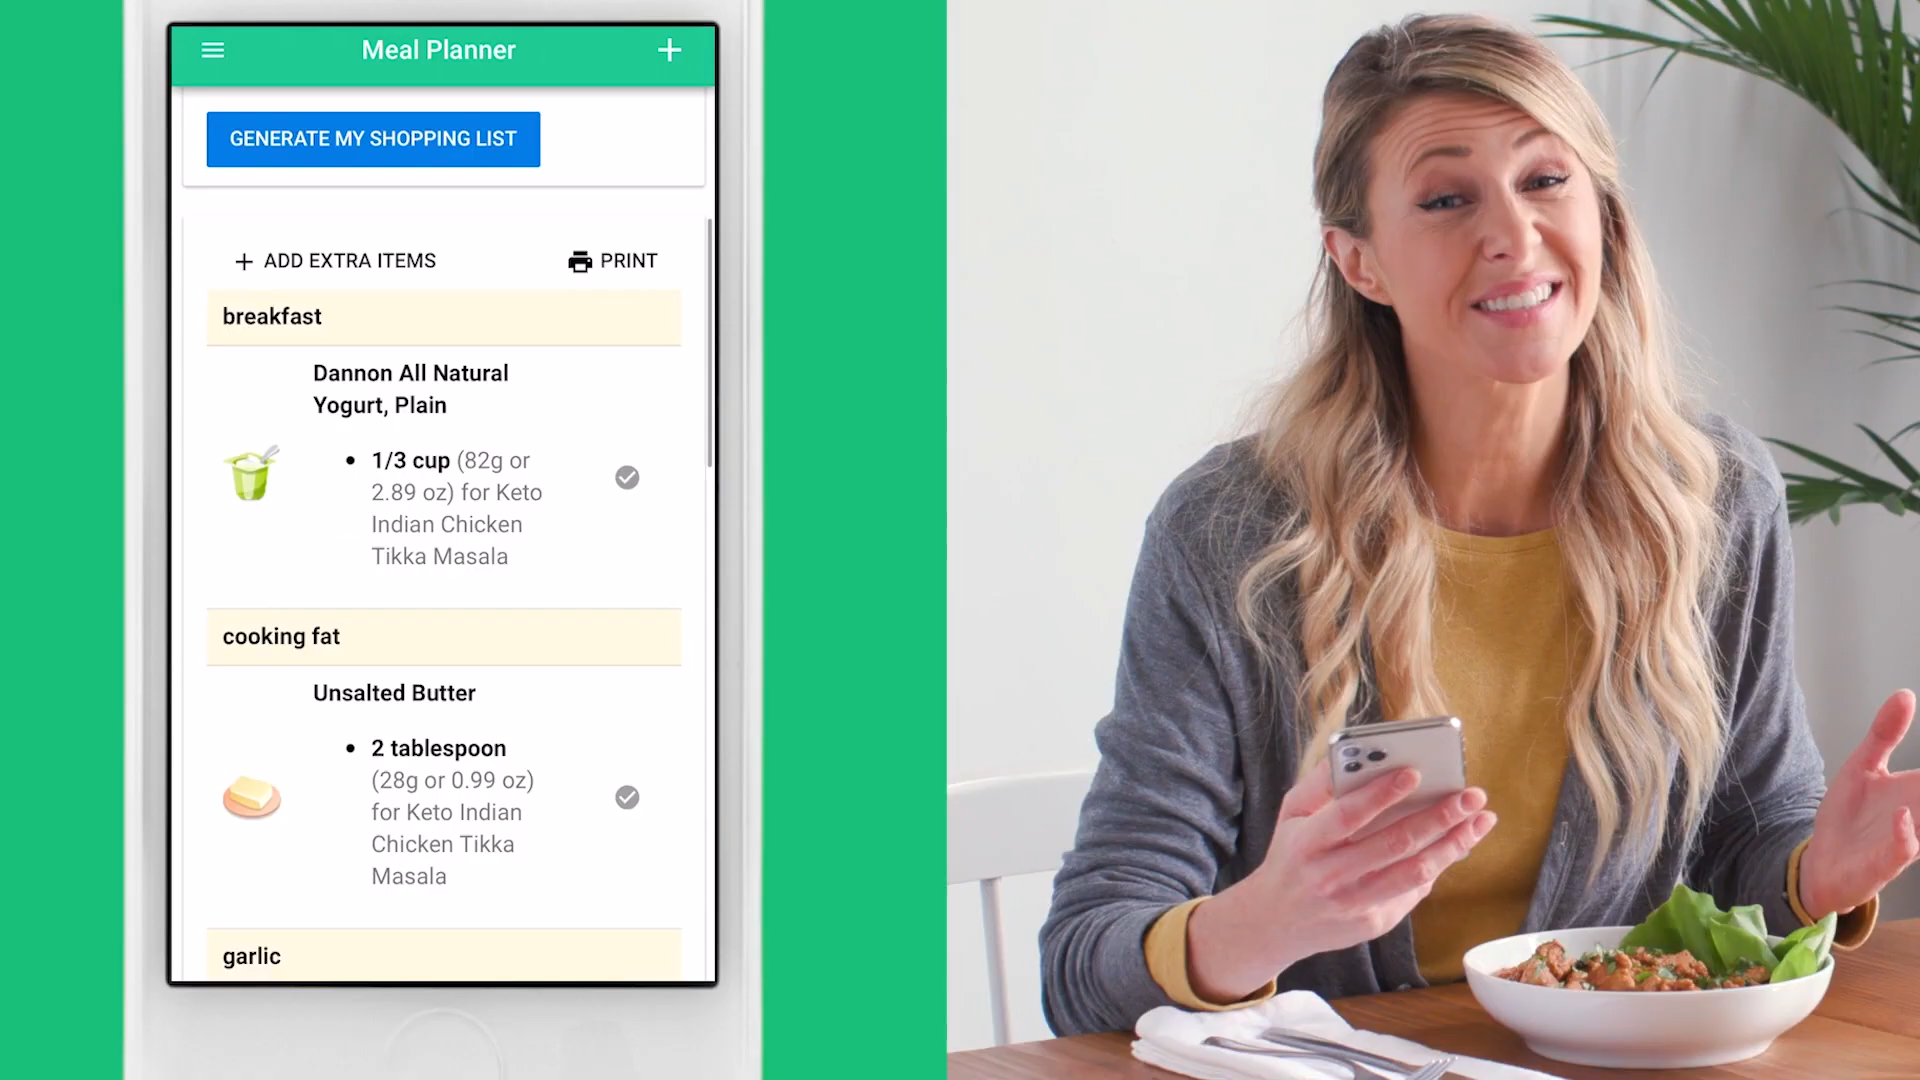 Meal Planner
GENERATE MY SHOPPING LIST
ADD EXTRA ITEMS
PRINT
breakfast
Dannon All Natural
Yogurt, Plain
• 1/3 cup (82g or
2.89 oz) for Keto
Indian Chicken
Tikka Masala
cooking fat
Unsalted Butter
• 2 tablespoon
(28g or 0.99 oz)
for Keto Indian
Chicken Tikka
Masala
garlic